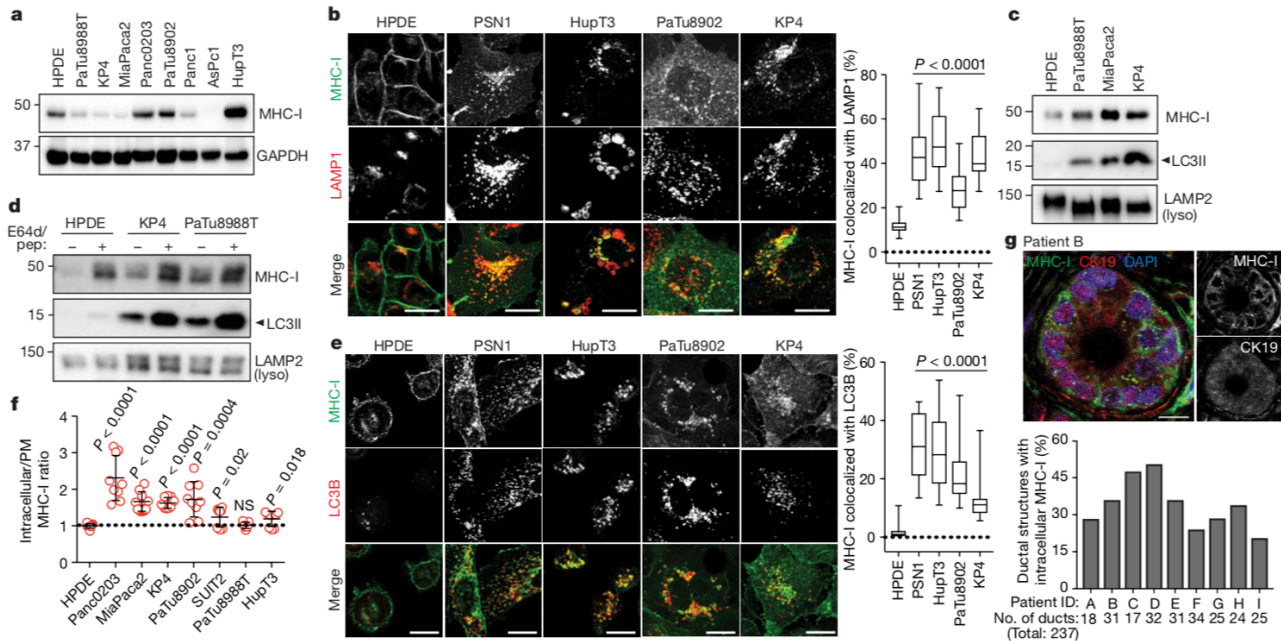 a
HPDE
PaTu8988T
KP4
MiaPaca2
Panc0203
PaTu8902
Panc1
AsPc1
HupT3
50
MHC-I
37
GAPDH
b
HPDE
PSN1
HupT3
PaTu8902
KP4
MHC-I
LAMP1
Merge
MHC-I colocalized with LAMP1 (%)
P < 0.0001
80
60
40
20
0
HPDE
PSN1
HupT3
PaTu8902
KP4
c
HPDE
PaTu8988T
MiaPaca2
KP4
50
MHC-I
20
15
LC3II
150
LAMP2
(lyso)
d
HPDE
KP4
PaTu8988T
E64d/
pep:
– + – + – +
50
MHC-I
15
LC3II
150
LAMP2
(lyso)
e
HPDE
PSN1
HupT3
PaTu8902
KP4
MHC-I
LC3B
Merge
MHC-I colocalized with LC3B (%)
P < 0.0001
60
40
20
0
HPDE
PSN1
HupT3
PaTu8902
KP4
f
Intracellular/PM
MHC-I ratio
4
3
2
1
0
P < 0.0001
P < 0.0001
P < 0.0001
P = 0.0004
P = 0.02
NS
P = 0.018
HPDE
Panc0203
MiaPaca2
KP4
PaTu8902
SUIT2
PaTu8988T
HupT3
g
Patient B
MHC-I CK19 DAPI
MHC-I
CK19
Ductal structures with
intracellular MHC-I (%)
60
40
20
0
Patient ID: A B C D E F G H I
No. of ducts: 18 31 17 32 31 34 25 24 25
(Total: 237)